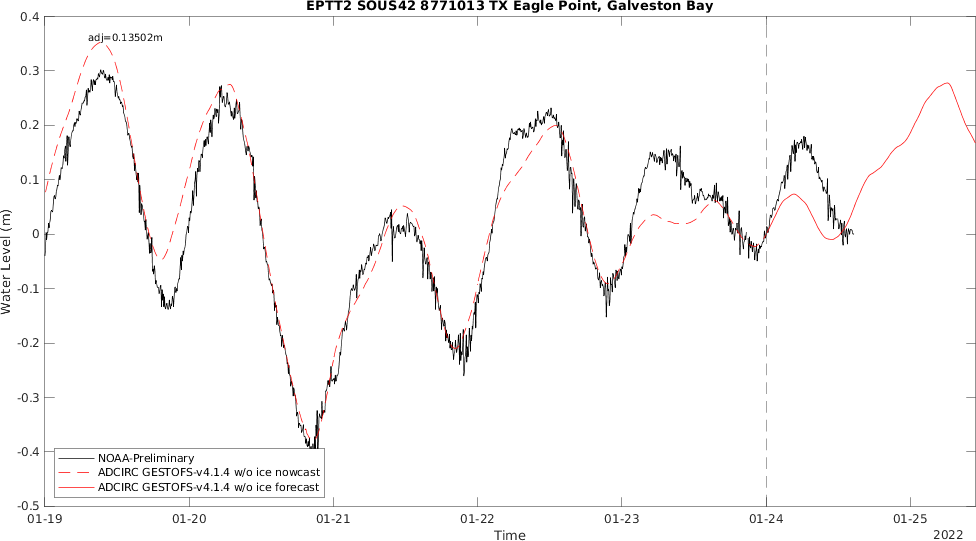 EPTT2 SOUS42 8771013 TX Eagle Point, Galveston Bay
adj=0.13502m
0.4
0.3
0.2
0.1
0
-0.1
-0.2
-0.3
-0.4
-0.5
Water Level (m)
NOAA-Preliminary
ADCIRC GESTOFS-v4.1.4 w/o ice nowcast
ADCIRC GESTOFS-v4.1.4 w/o ice forecast
01-19 01-20 01-21 01-22 01-23 01-24 01-25
Time
2022